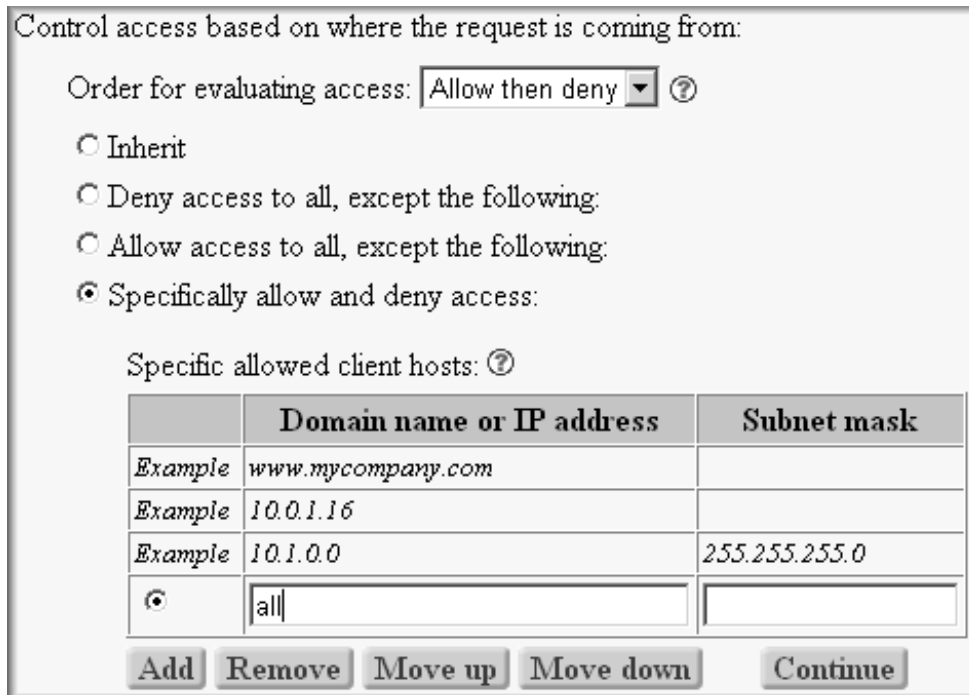 Control access based on where the request is coming from:
Order for evaluating access: Allow then deny ?
Inherit
Deny access to all, except the following:
Allow access to all, except the following:
Specifically allow and deny access:
Specific allowed client hosts: ?
Domain name or IP address Subnet mask
Example www.mycompany.com
Example 10.0.1.16
Example 10.1.0.0 255.255.255.0
all
Add Remove Move up Move down Continue